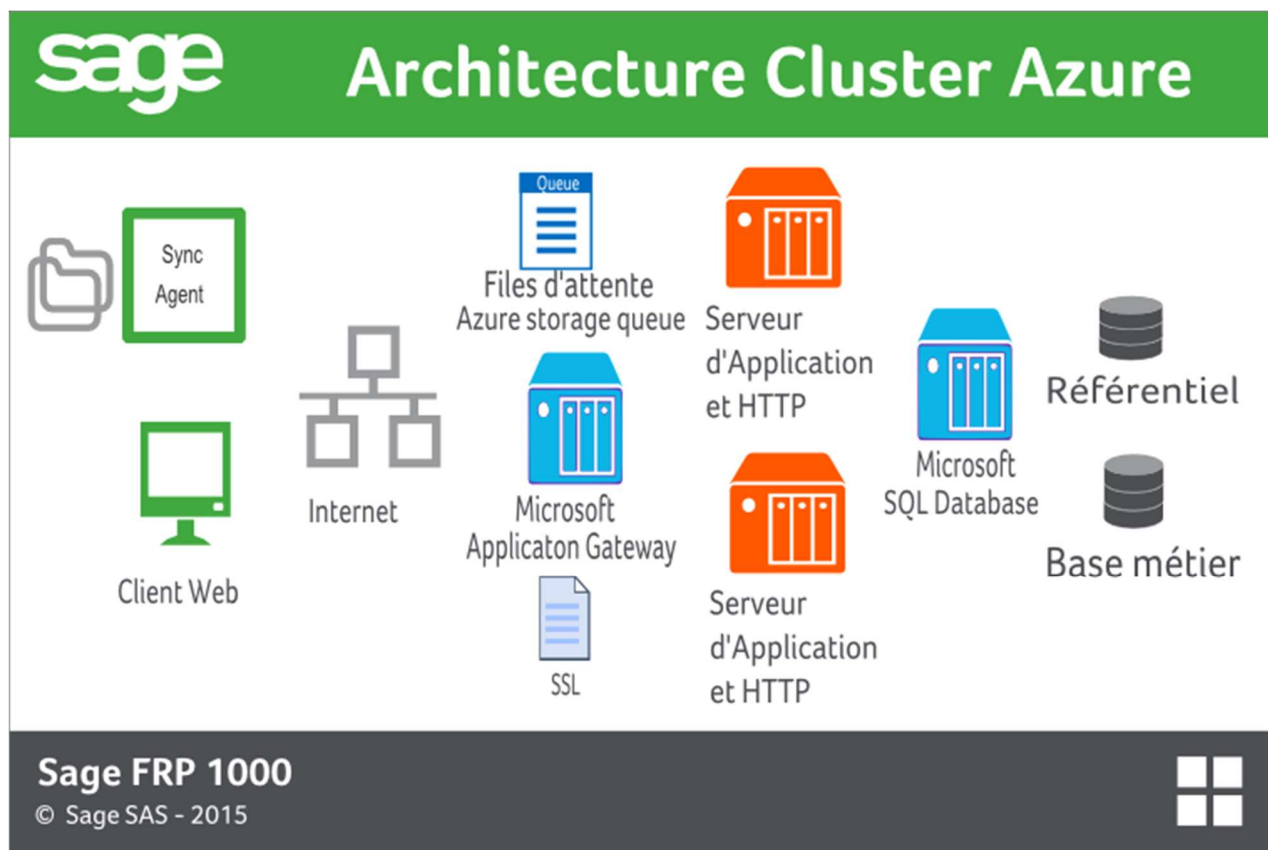 sage
Architecture Cluster Azure
Sync
Agent
Client Web
Internet
Queue
Files d'attente
Azure storage queue
Microsoft
Applicaton Gateway
SSL
Serveur
d'Application
et HTTP
Serveur
d'Application
et HTTP
Microsoft
SQL Database
Référentiel
Base métier
Sage FRP 1000
© Sage SAS - 2015